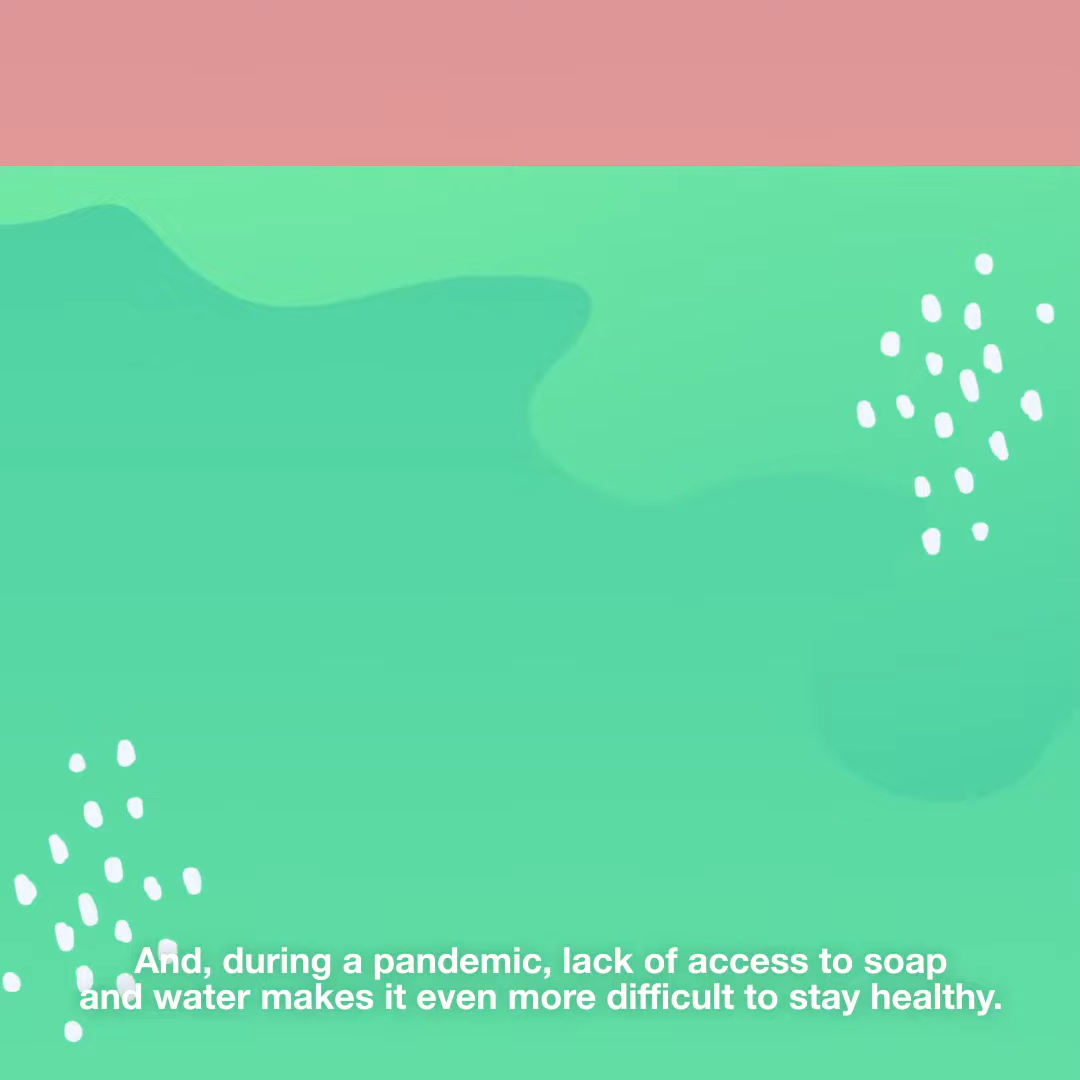 And, during a pandemic, lack of access to soap
and water makes it even more difficult to stay healthy.